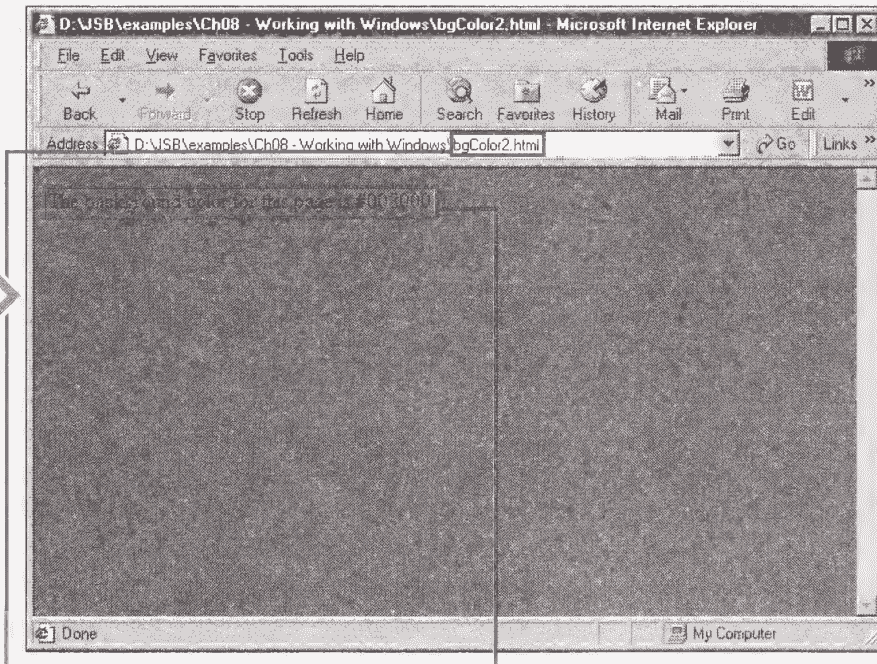 D:\JSB\examples\Ch08 - Working with Windows\bgColor2.html - Microsoft Internet Explorer
File Edit View Favorites Tools Help
Back Forward Stop Refresh Home Search Favorites History Mail Print Edit
Address D:\JSB\examples\Ch08 - Working with Windows\bgColor2.html Go Links
The background color for this page is
Done My Computer